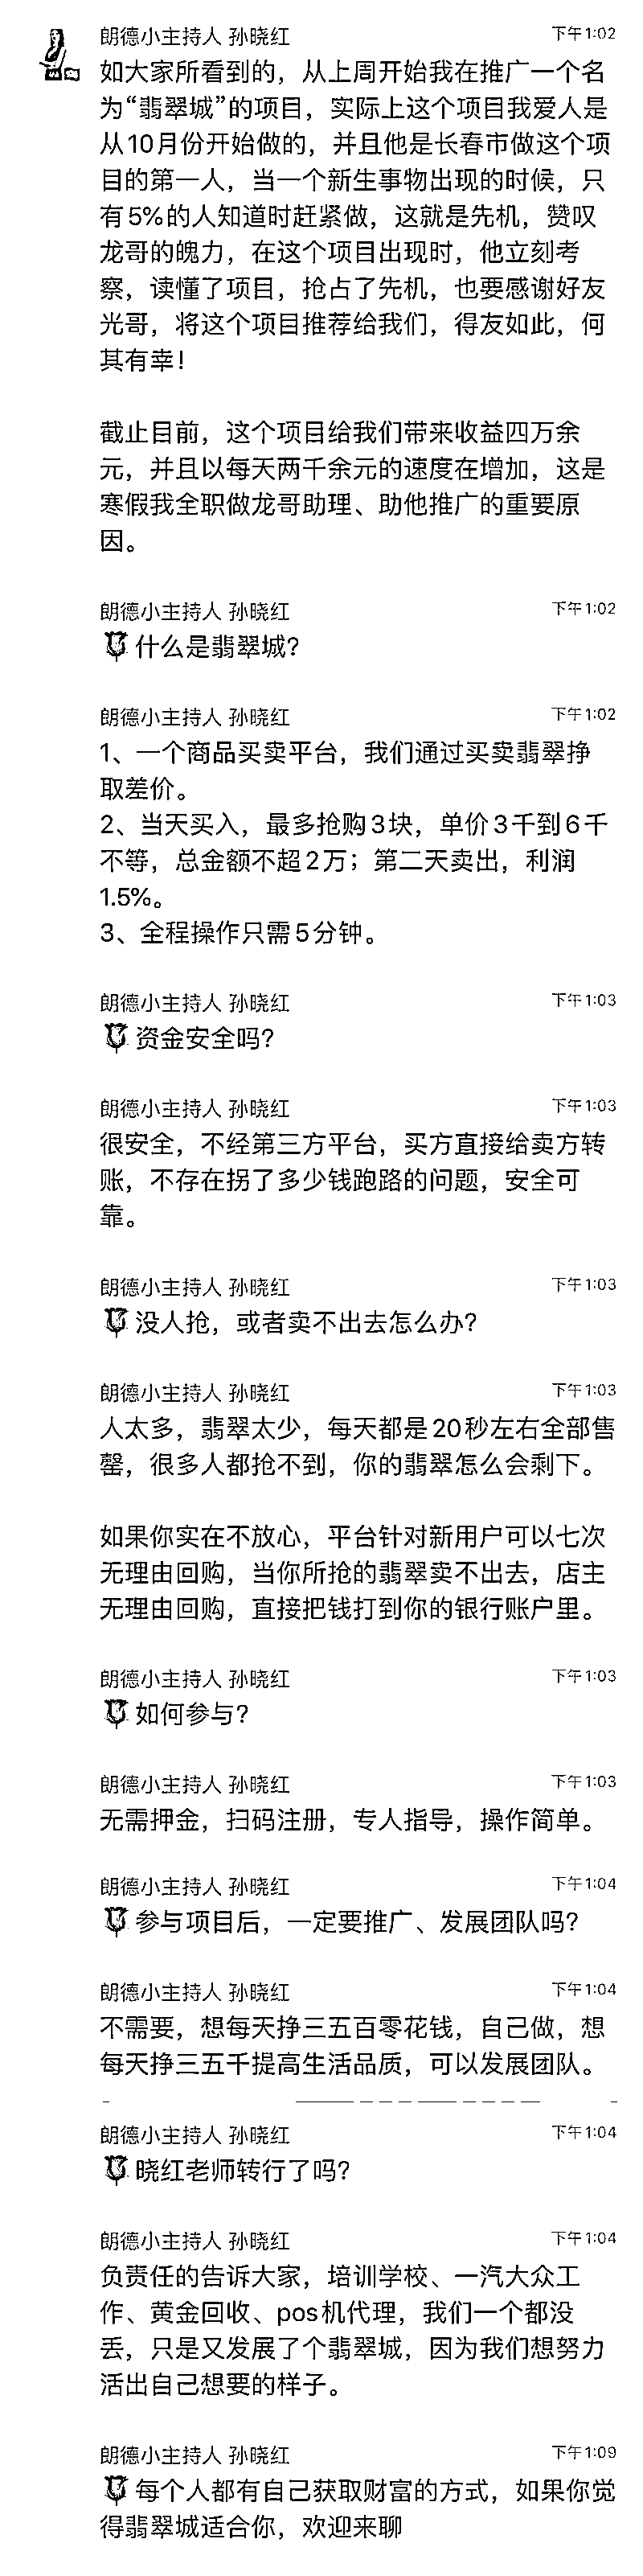 朗德小主持人 孙晓红 下午1:02
如大家所看到的，从上周开始我在推广一个名
为“翡翠城”的项目，实际上这个项目我爱人是
从10月份开始做的，并且他是长春市做这个项
目的第一人，当一个新生事物出现的时候，只
有5%的人知道时赶紧做，这就是先机，赞叹
龙哥的魄力，在这个项目出现时，他立刻考
察，读懂了项目，抢占了先机，也要感谢好友
光哥，将这个项目推荐给我们，得友如此，何
其有幸！
截止目前，这个项目给我们带来收益四万余
元，并且以每天两千余元的速度在增加，这是
寒假我全职做龙哥助理、助他推广的重要原
因。
朗德小主持人 孙晓红 下午1:02
什么是翡翠城？
朗德小主持人 孙晓红 下午1:02
1、一个商品买卖平台，我们通过买卖翡翠挣
取差价。
2、当天买入，最多抢购3块，单价3千到6千
不等，总金额不超2万；第二天卖出，利润
1.5%。
3、全程操作只需5分钟。
朗德小主持人 孙晓红 下午1:03
资金安全吗？
朗德小主持人 孙晓红 下午1:03
很安全，不经第三方平台，买方直接给卖方转
账，不存在拐了多少钱跑路的问题，安全可
靠。
朗德小主持人 孙晓红 下午1:03
没人抢，或者卖不出去怎么办？
朗德小主持人 孙晓红 下午1:03
人太多，翡翠太少，每天都是20秒左右全部售
罄，很多人都抢不到，你的翡翠怎么会剩下。
如果你实在不放心，平台针对新用户可以七次
无理由回购，当你所抢的翡翠卖不出去，店主
无理由回购，直接把钱打到你的银行账户里。
朗德小主持人 孙晓红 下午1:03
如何参与？
朗德小主持人 孙晓红 下午1:03
无需押金，扫码注册，专人指导，操作简单。
朗德小主持人 孙晓红 下午1:04
参与项目后，一定要推广、发展团队吗？
朗德小主持人 孙晓红 下午1:04
不需要，想每天挣三五百零花钱，自己做，想
每天挣三五千提高生活品质，可以发展团队。
朗德小主持人 孙晓红 下午1:04
晓红老师转行了吗？
朗德小主持人 孙晓红 下午1:04
负责任的告诉大家，培训学校、一汽大众工
作、黄金回收、pos机代理，我们一个都没
丢，只是又发展了个翡翠城，因为我们想努力
活出自己想要的样子。
朗德小主持人 孙晓红 下午1:09
每个人都有自己获取财富的方式，如果你觉
得翡翠城适合你，欢迎来聊